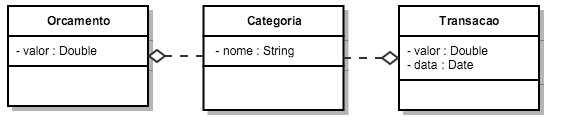 Orcamento
- valor : Double
Categoria
- nome : String
Transacao
- valor : Double
- data : Date